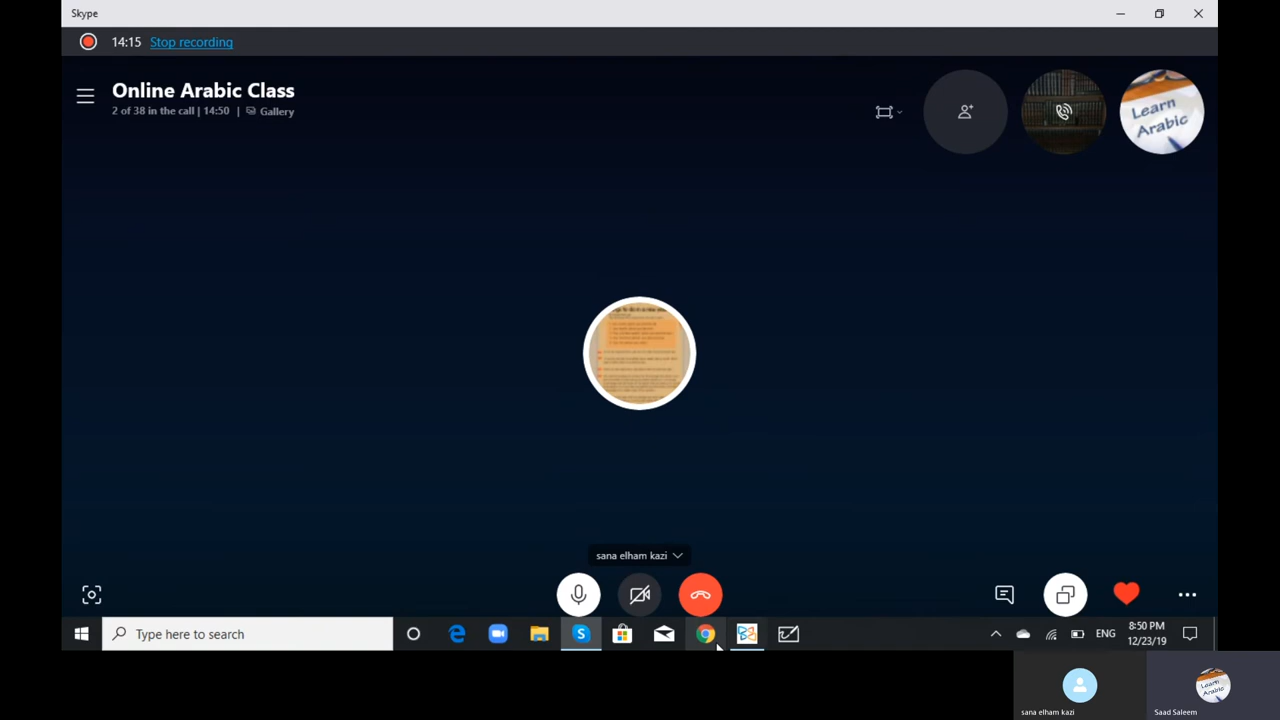 Skype
14:15 Stop recording
Online Arabic Class
2 of 38 in the call | 14:50 | Gallery
Learn
Arabic
sana elham kazi
Type here to search
ENG
8:50 PM
12/23/19
Learn
Arabic
sana elham kazi
Saad Saleem